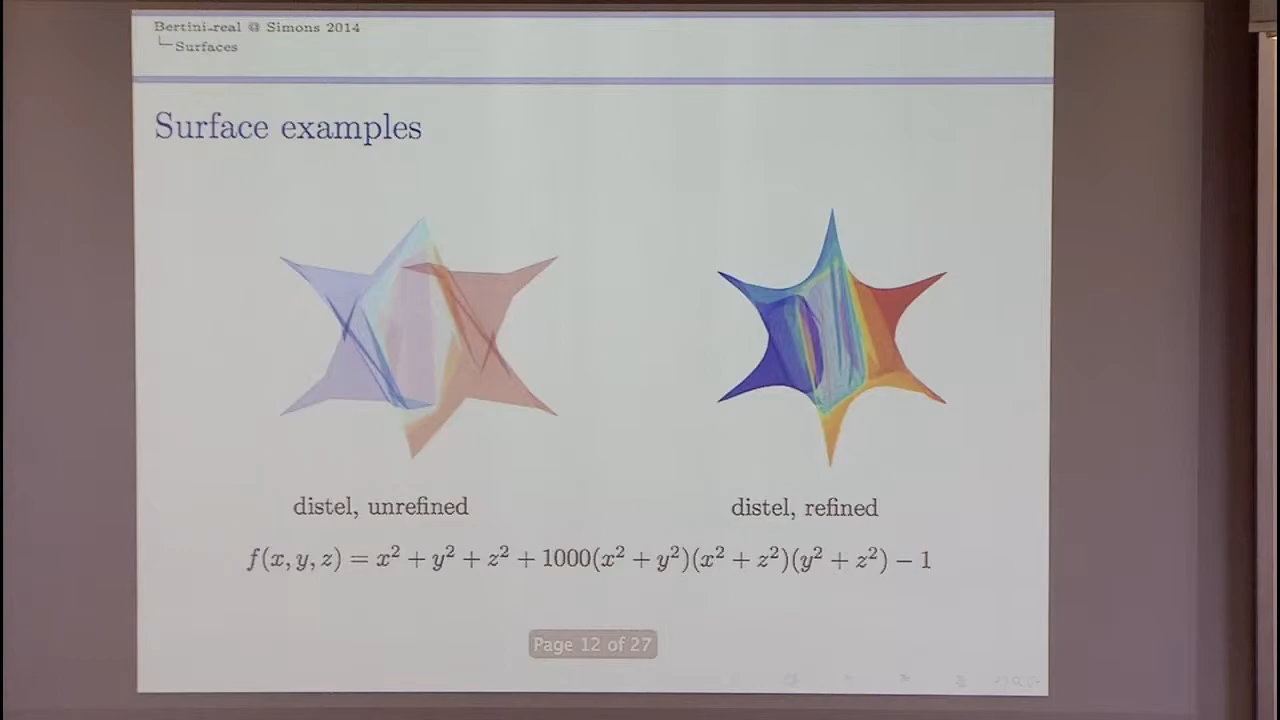 Bertini_real @ Simons 2014
Surfaces
Surface examples
distel, unrefined
distel, refined
f(x, y, z) = x² + y² + z² + 1000(x² + y²)(x² + z²)(y² + z²) − 1
Page 12 of 27